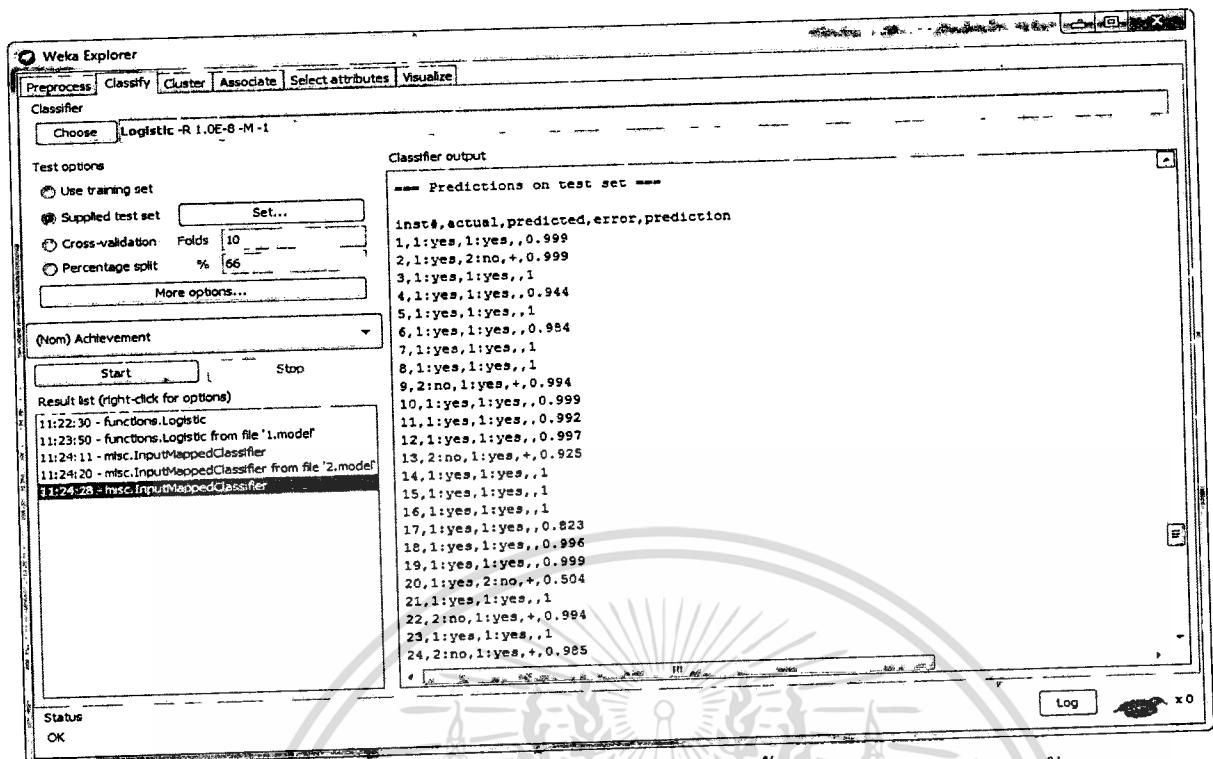 Weka Explorer
Preprocess Classify Cluster Associate Select attributes Visualize
Classifier
Choose Logistic -R 1.0E-8 -M -1
Test options
Use training set
Supplied test set Set...
Cross-validation Folds 10
Percentage split % 66
More options...
(Nom) Achievement
Start Stop
Result list (right-click for options)
11:22:30 - functions.Logistic
11:23:50 - functions.Logistic from file '1.model'
11:24:11 - misc.InputMappedClassifier
11:24:20 - misc.InputMappedClassifier from file '2.model'
11:24:28 - misc.InputMappedClassifier
Classifier output
=== Predictions on test set ===
inst#,actual,predicted,error,prediction
1,1:yes,1:yes,,0.999
2,1:yes,2:no,+,0.999
3,1:yes,1:yes,,1
4,1:yes,1:yes,,0.944
5,1:yes,1:yes,,1
6,1:yes,1:yes,,0.984
7,1:yes,1:yes,,1
8,1:yes,1:yes,,1
9,2:no,1:yes,+,0.994
10,1:yes,1:yes,,0.999
11,1:yes,1:yes,,0.992
12,1:yes,1:yes,,0.997
13,2:no,1:yes,+,0.925
14,1:yes,1:yes,,1
15,1:yes,1:yes,,1
16,1:yes,1:yes,,1
17,1:yes,1:yes,,0.823
18,1:yes,1:yes,,0.996
19,1:yes,1:yes,,0.999
20,1:yes,2:no,+,0.504
21,1:yes,1:yes,,1
22,2:no,1:yes,+,0.994
23,1:yes,1:yes,,1
24,2:no,1:yes,+,0.985
Status
OK
Log x 0